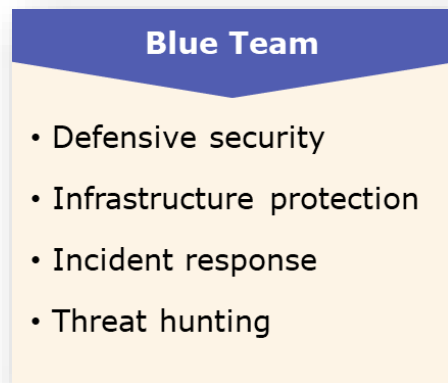 Blue Team
• Defensive security
• Infrastructure protection
• Incident response
• Threat hunting